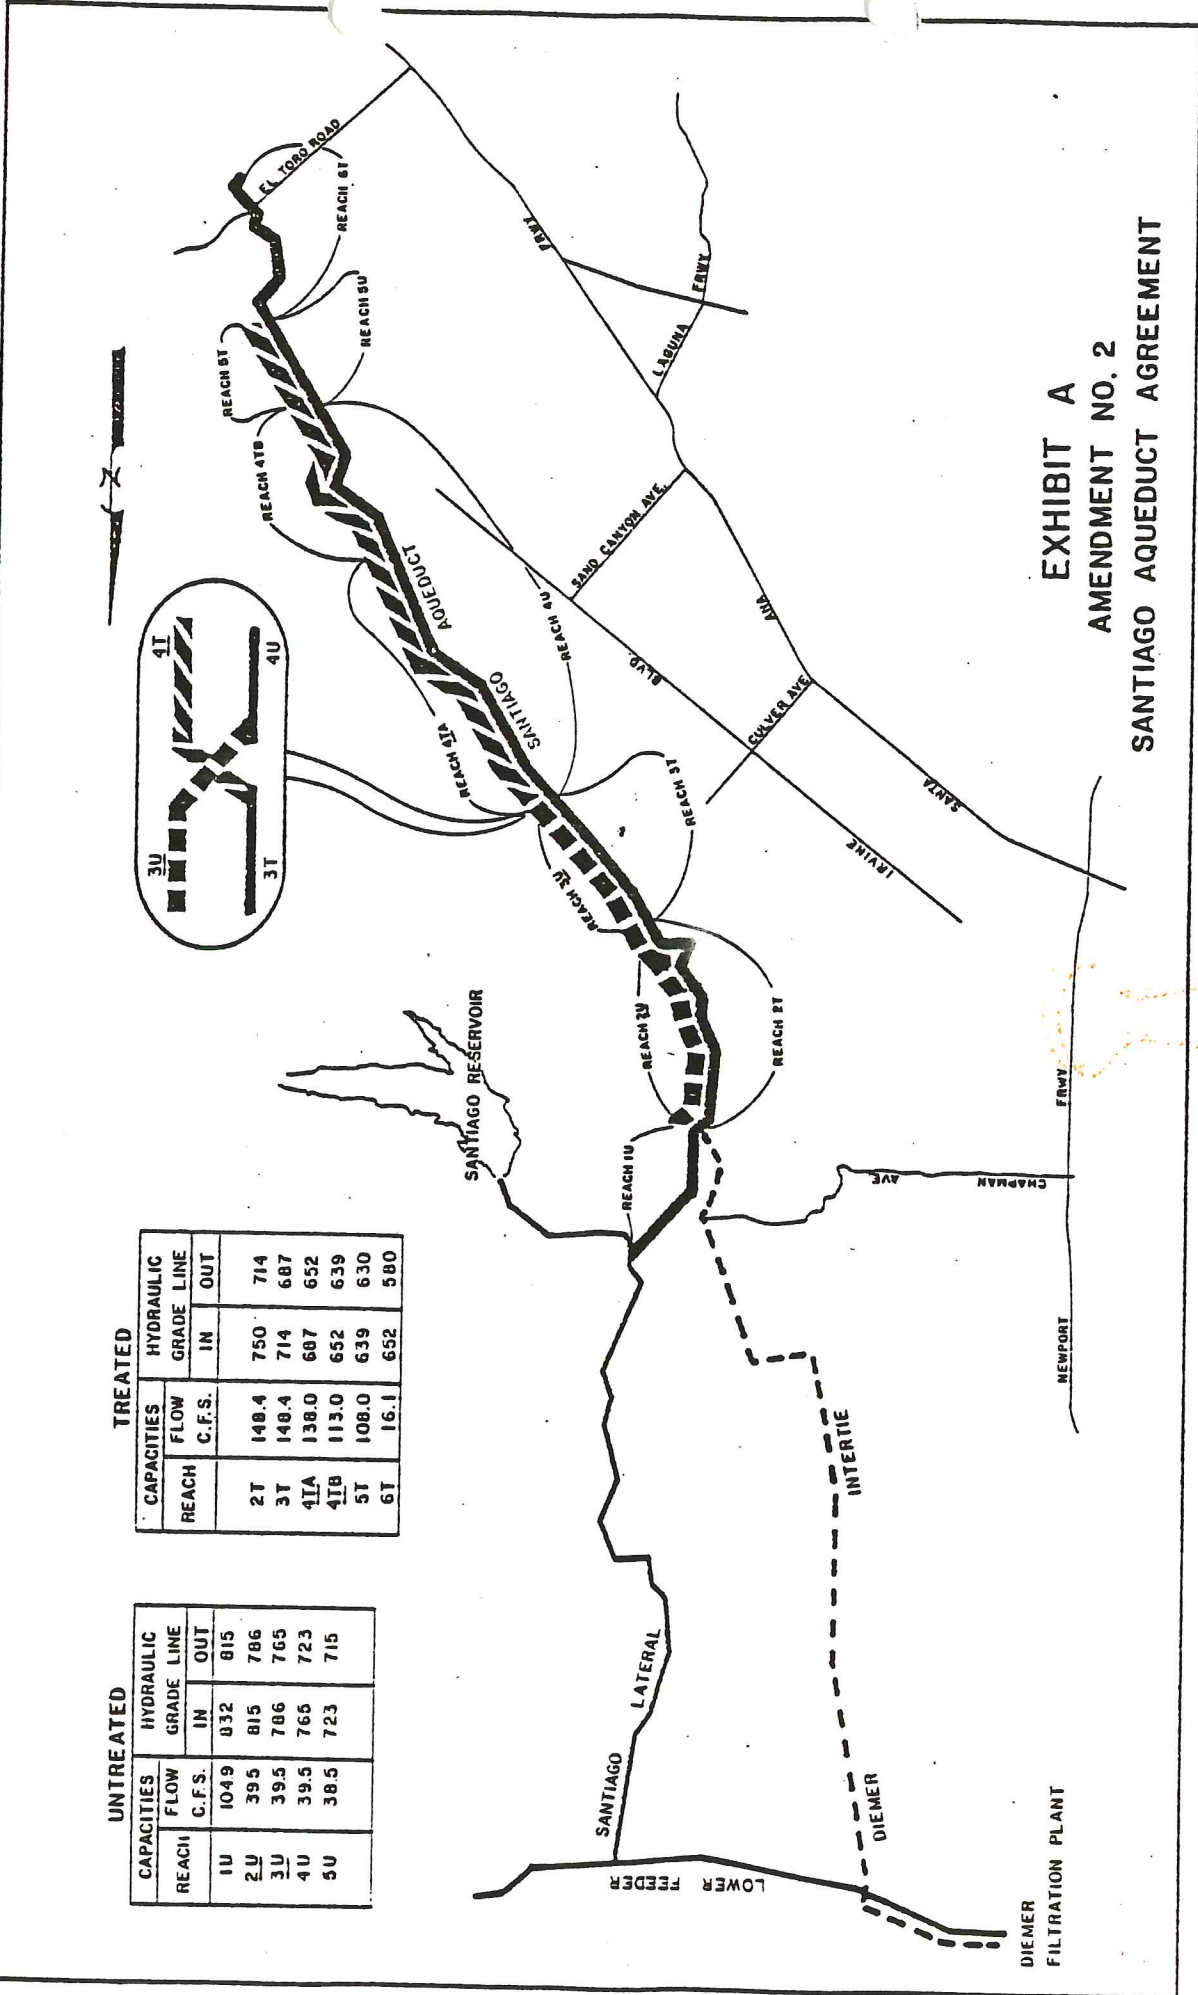 UNTREATED
CAPACITIES HYDRAULIC GRADE LINE
REACH FLOW C.F.S. IN OUT
1U 104.9 832 815
2U 39.5 815 786
3U 39.5 786 765
4U 39.5 765 723
5U 38.5 723 715
TREATED
CAPACITIES HYDRAULIC GRADE LINE
REACH FLOW C.F.S. IN OUT
2T 148.4 750 714
3T 148.4 714 687
4TA 138.0 687 652
4TB 113.0 652 639
5T 108.0 639 630
6T 16.1 652 580
3U
4T
3T
4U
Z
SANTIAGO RESERVOIR
REACH 1U
REACH 2U
REACH 2T
REACH 3U
REACH 3T
REACH 4TA
REACH 4U
REACH 4TB
REACH 5T
REACH 5U
REACH 6T
EL TORO ROAD
SANTIAGO AQUEDUCT
SANTIAGO LATERAL
LOWER FEEDER
DIEMER INTERTIE
DIEMER
FILTRATION PLANT
CHAPMAN AVE
NEWPORT FRWY
IRVINE BLVD.
CULVER AVE.
SAND CANYON AVE.
SANTA ANA FRWY.
LAGUNA FRWY
EXHIBIT A
AMENDMENT NO. 2
SANTIAGO AQUEDUCT AGREEMENT